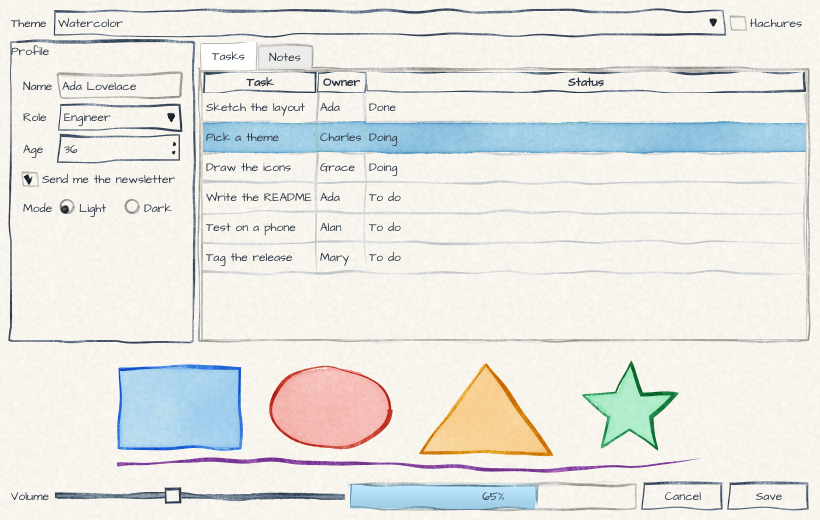 Theme Watercolor Hachures
Profile
Name Ada Lovelace
Role Engineer
Age 36
Send me the newsletter
Mode Light Dark
Tasks Notes
Task Owner Status
Sketch the layout Ada Done
Pick a theme Charles Doing
Draw the icons Grace Doing
Write the README Ada To do
Test on a phone Alan To do
Tag the release Mary To do
Volume 65% Cancel Save